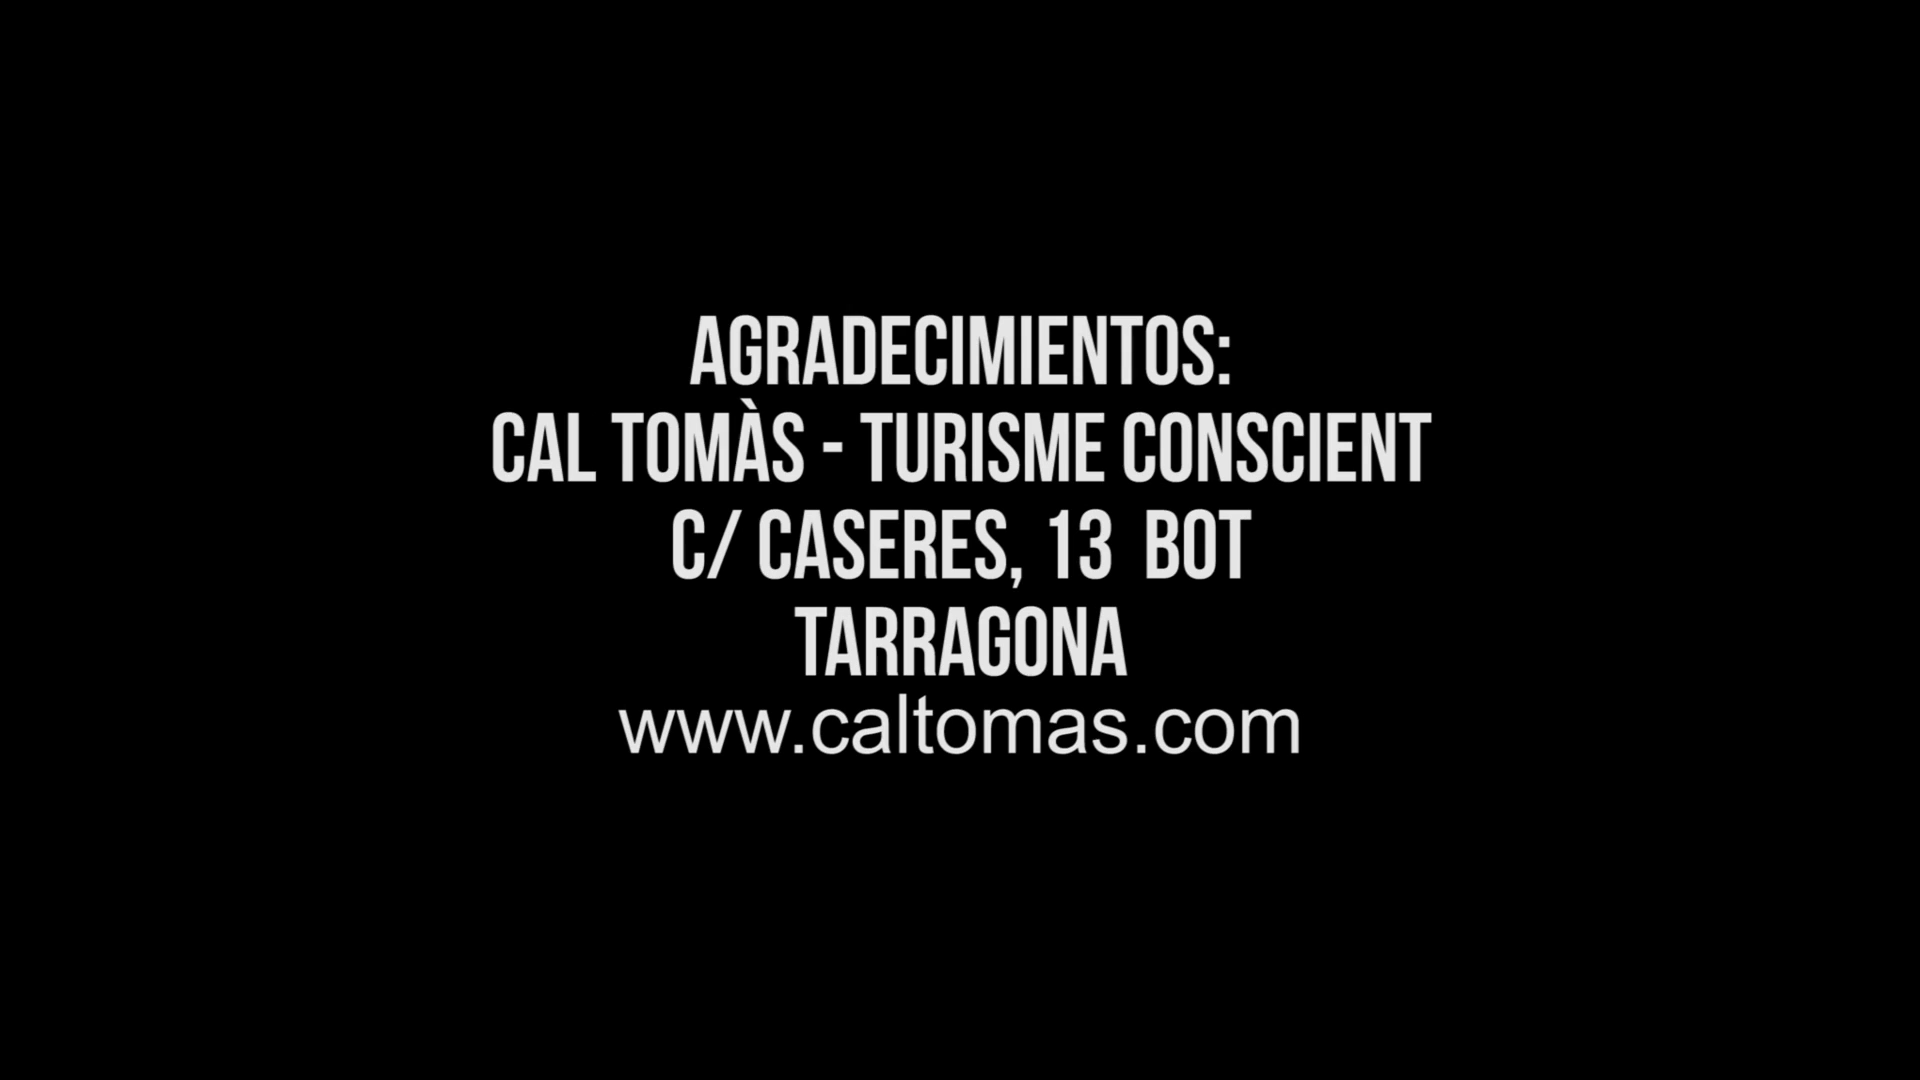 AGRADECIMIENTOS:
CAL TOMÀS - TURISME CONSCIENT
C/ CASERES, 13 BOT
TARRAGONA
www.caltomas.com